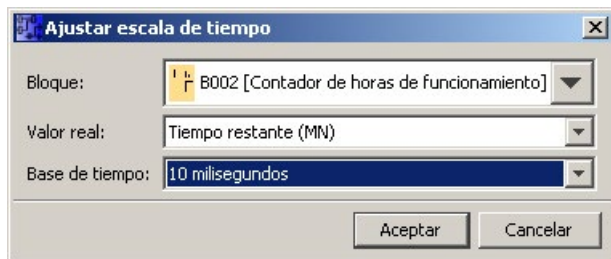 Ajustar escala de tiempo
Bloque: B002 [Contador de horas de funcionamiento]
Valor real: Tiempo restante (MN)
Base de tiempo: 10 milisegundos
Aceptar Cancelar